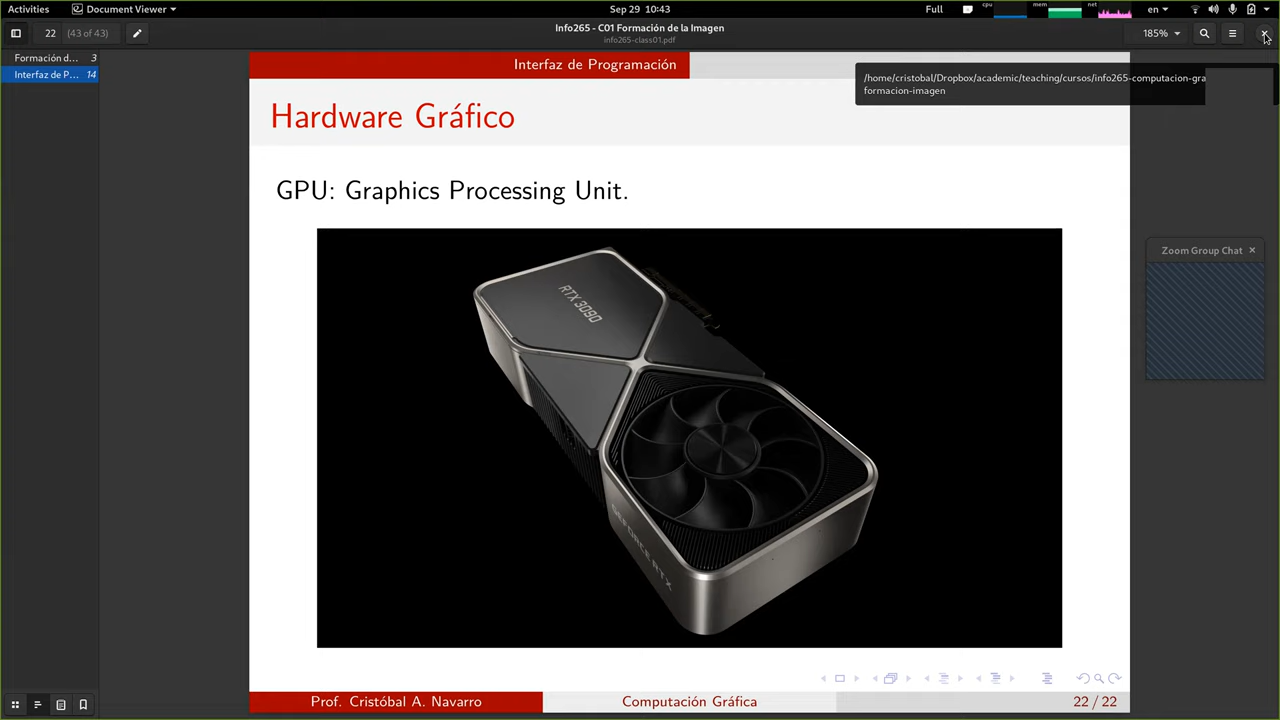 Activities
Document Viewer
Sep 29 10:43
Full
cpu
mem
net
en
22
(43 of 43)
Info265 - C01 Formación de la Imagen
info265-class01.pdf
185%
Formación d... 3
Interfaz de P... 14
Interfaz de Programación
/home/cristobal/Dropbox/academic/teaching/cursos/info265-computacion-gra
formacion-imagen
Hardware Gráfico
GPU: Graphics Processing Unit.
Zoom Group Chat
RTX 3090
GEFORCE RTX
Prof. Cristóbal A. Navarro
Computación Gráfica
22 / 22